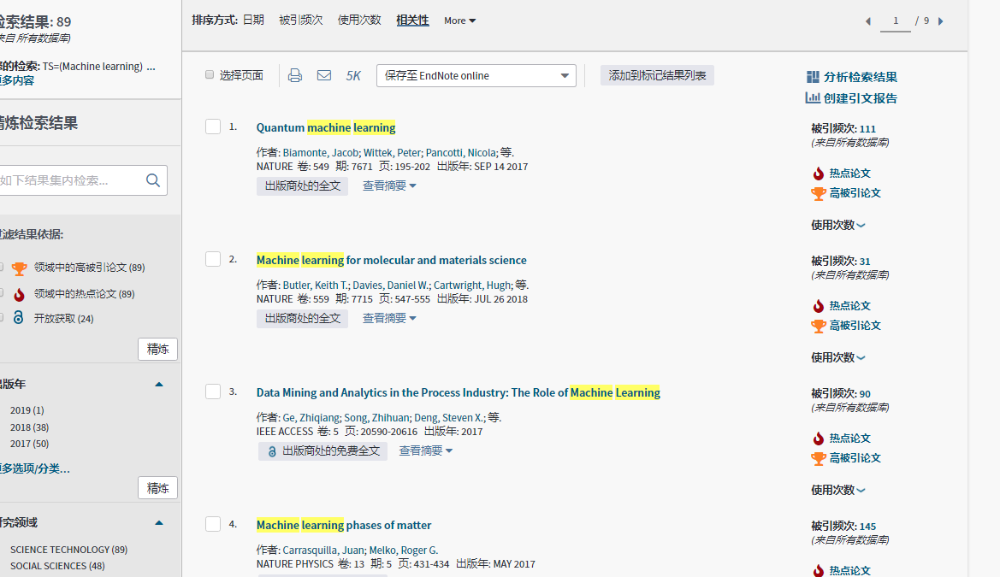 检索结果: 89
来自 所有数据库)
的检索: TS=(Machine learning) ...
更多内容
精炼检索结果
如下结果集内检索...
过滤结果依据:
领域中的高被引论文 (89)
领域中的热点论文 (89)
开放获取 (24)
精炼
出版年
2019 (1)
2018 (38)
2017 (50)
更多选项/分类...
精炼
研究领域
SCIENCE TECHNOLOGY (89)
SOCIAL SCIENCES (48)
排序方式: 日期 被引频次 使用次数 相关性 More
1 / 9
选择页面 5K 保存至 EndNote online 添加到标记结果列表
分析检索结果
创建引文报告
1. Quantum machine learning
作者: Biamonte, Jacob; Wittek, Peter; Pancotti, Nicola; 等.
NATURE 卷: 549 期: 7671 页: 195-202 出版年: SEP 14 2017
出版商处的全文 查看摘要
被引频次: 111
(来自所有数据库)
热点论文
高被引论文
使用次数
2. Machine learning for molecular and materials science
作者: Butler, Keith T.; Davies, Daniel W.; Cartwright, Hugh; 等.
NATURE 卷: 559 期: 7715 页: 547-555 出版年: JUL 26 2018
出版商处的全文 查看摘要
被引频次: 31
(来自所有数据库)
热点论文
高被引论文
使用次数
3. Data Mining and Analytics in the Process Industry: The Role of Machine Learning
作者: Ge, Zhiqiang; Song, Zhihuan; Deng, Steven X.; 等.
IEEE ACCESS 卷: 5 页: 20590-20616 出版年: 2017
出版商处的免费全文 查看摘要
被引频次: 90
(来自所有数据库)
热点论文
高被引论文
使用次数
4. Machine learning phases of matter
作者: Carrasquilla, Juan; Melko, Roger G.
NATURE PHYSICS 卷: 13 期: 5 页: 431-434 出版年: MAY 2017
被引频次: 145
(来自所有数据库)
热点论文